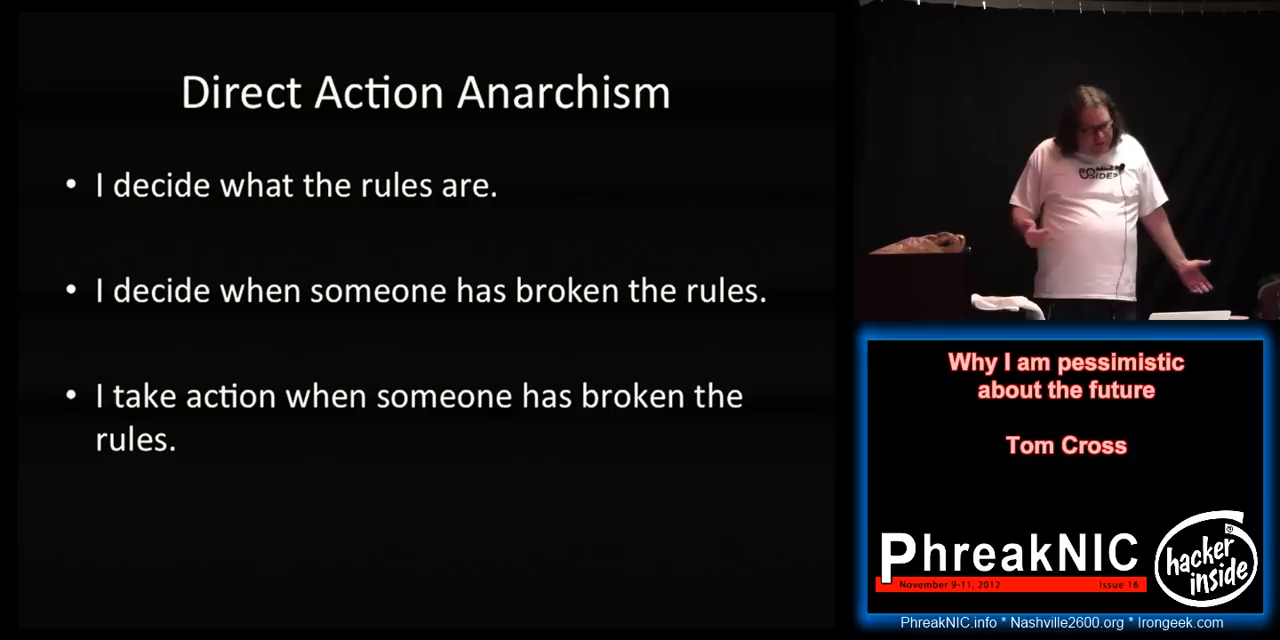 Direct Action Anarchism
• I decide what the rules are.
• I decide when someone has broken the rules.
• I take action when someone has broken the
rules.
SIDE?
Why I am pessimistic
about the future
Tom Cross
PhreakNIC
November 9-11, 2012 Issue 16
hacker
inside
PhreakNIC.info * Nashville2600.org * Irongeek.com